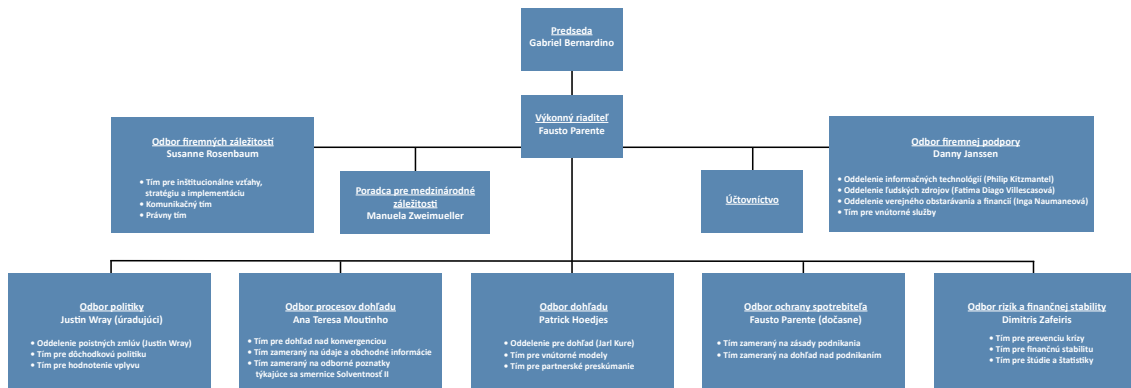 Predseda
Gabriel Bernardino
Výkonný riaditeľ
Fausto Parente
Odbor firemných záležitostí
Susanne Rosenbaum
• Tím pre inštitucionálne vzťahy,
stratégiu a implementáciu
• Komunikačný tím
• Právny tím
Poradca pre medzinárodné
záležitosti
Manuela Zweimueller
Účtovníctvo
Odbor firemnej podpory
Danny Janssen
• Oddelenie informačných technológií (Philip Kitzmantel)
• Oddelenie ľudských zdrojov (Fatima Diago Villescasová)
• Oddelenie verejného obstarávania a financií (Inga Naumaneová)
• Tím pre vnútorné služby
Odbor politiky
Justin Wray (úradujúci)
• Oddelenie poistných zmlúv (Justin Wray)
• Tím pre dôchodkovú politiku
• Tím pre hodnotenie vplyvu
Odbor procesov dohľadu
Ana Teresa Moutinho
• Tím pre dohľad nad konvergenciou
• Tím zameraný na údaje a obchodné informácie
• Tím zameraný na odborné poznatky
týkajúce sa smernice Solventnosť II
Odbor dohľadu
Patrick Hoedjes
• Oddelenie pre dohľad (Jarl Kure)
• Tím pre vnútorné modely
• Tím pre partnerské preskúmanie
Odbor ochrany spotrebiteľa
Fausto Parente (dočasne)
• Tím zameraný na zásady podnikania
• Tím zameraný na dohľad nad podnikaním
Odbor rizík a finančnej stability
Dimitris Zafeiris
• Tím pre prevenciu krízy
• Tím pre finančnú stabilitu
• Tím pre štúdie a štatistiky